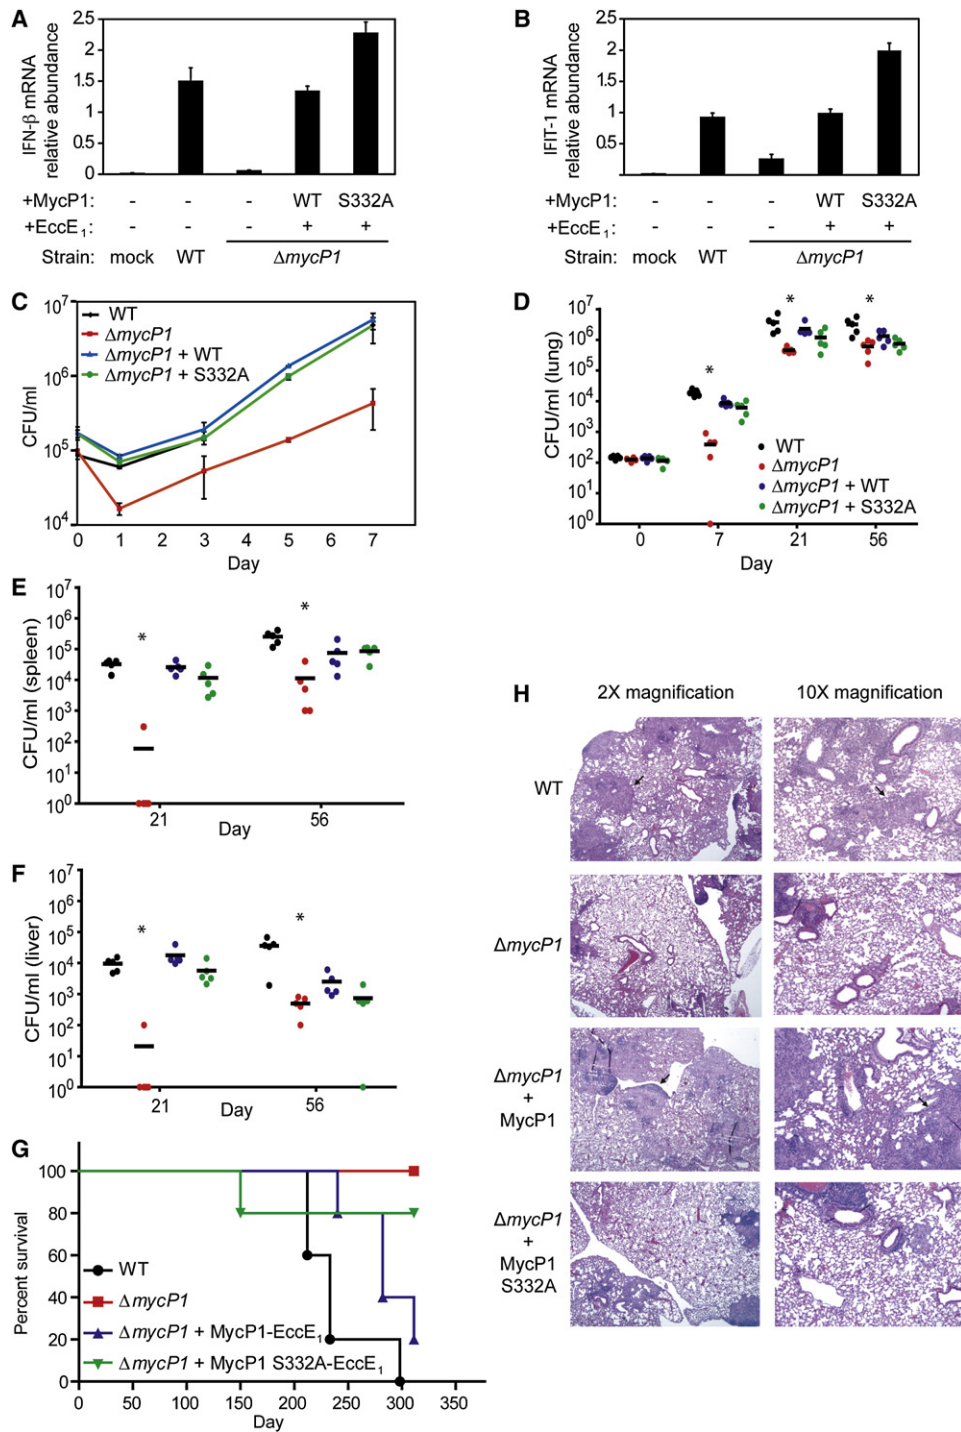 A
IFN-β mRNA
relative abundance
2.5
2
1.5
1
0.5
0
+MycP1: - - - WT S332A
+EccE1: - - - + +
Strain: mock WT ΔmycP1
B
IFIT-1 mRNA
relative abundance
2.5
2
1.5
1
0.5
0
+MycP1: - - - WT S332A
+EccE1: - - - + +
Strain: mock WT ΔmycP1
C
CFU/ml
10^7
10^6
10^5
10^4
WT
ΔmycP1
ΔmycP1 + WT
ΔmycP1 + S332A
0 1 3 5 7
Day
D
CFU/ml (lung)
10^7
10^6
10^5
10^4
10^3
10^2
10^1
10^0
* * *
WT
ΔmycP1
ΔmycP1 + WT
ΔmycP1 + S332A
0 7 21 56
Day
E
CFU/ml (spleen)
10^7
10^6
10^5
10^4
10^3
10^2
10^1
10^0
* *
21 56
Day
F
CFU/ml (liver)
10^7
10^6
10^5
10^4
10^3
10^2
10^1
10^0
* *
21 56
Day
G
Percent survival
100
80
60
40
20
0
WT
ΔmycP1
ΔmycP1 + MycP1-EccE1
ΔmycP1 + MycP1 S332A-EccE1
0 50 100 150 200 250 300 350
Day
H
2X magnification 10X magnification
WT
ΔmycP1
ΔmycP1
+
MycP1
ΔmycP1
+
MycP1
S332A